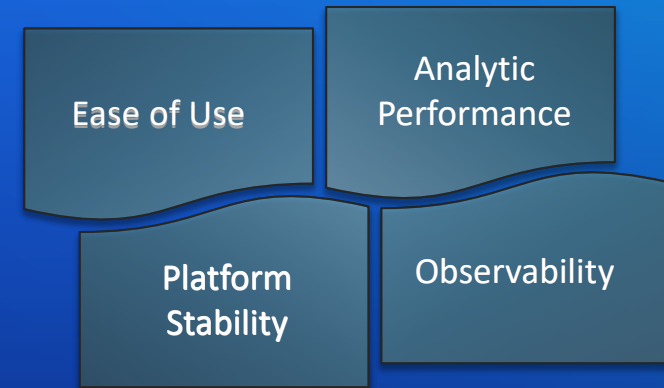 Ease of Use
Analytic
Performance
Platform
Stability
Observability